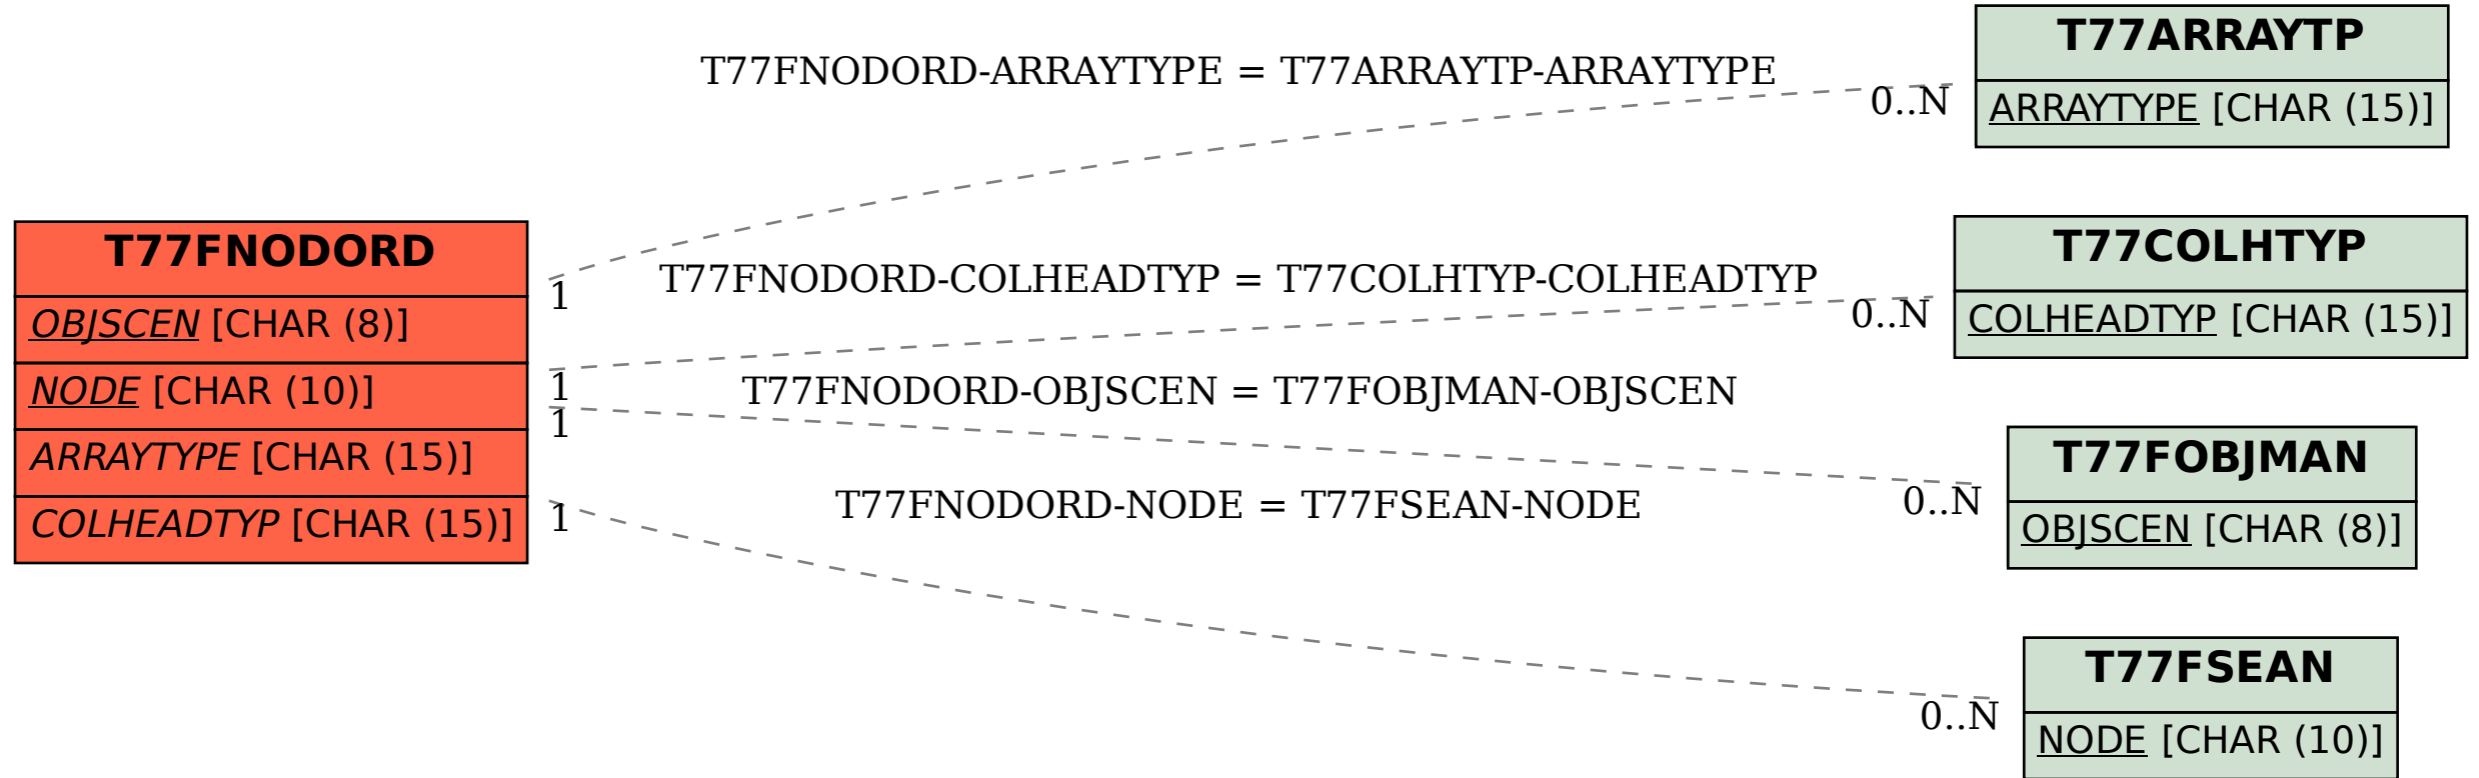 T77FNODORD
OBJSCEN [CHAR (8)]
NODE [CHAR (10)]
ARRAYTYPE [CHAR (15)]
COLHEADTYP [CHAR (15)]
T77FNODORD-ARRAYTYPE = T77ARRAYTP-ARRAYTYPE
1
0..N
T77FNODORD-COLHEADTYP = T77COLHTYP-COLHEADTYP
1
0..N
T77FNODORD-OBJSCEN = T77FOBJMAN-OBJSCEN
1
0..N
T77FNODORD-NODE = T77FSEAN-NODE
1
0..N
T77ARRAYTP
ARRAYTYPE [CHAR (15)]
T77COLHTYP
COLHEADTYP [CHAR (15)]
T77FOBJMAN
OBJSCEN [CHAR (8)]
T77FSEAN
NODE [CHAR (10)]